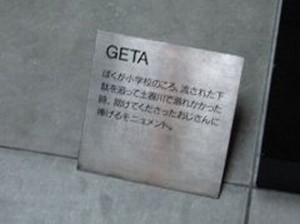 GETA
ぼくが小学校のころ。流された下
駄を追って土器川で溺れかかった
時、助けてくださったおじさんに
捧げるモニュメント。